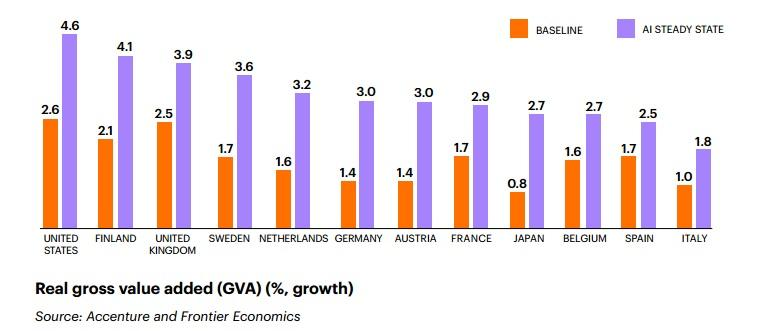 BASELINE
AI STEADY STATE
4.6
4.1
3.9
3.6
3.2
3.0
3.0
2.9
2.7
2.7
2.5
1.8
2.6
2.1
2.5
1.7
1.6
1.4
1.4
1.7
0.8
1.6
1.7
1.0
UNITED STATES
FINLAND
UNITED KINGDOM
SWEDEN
NETHERLANDS
GERMANY
AUSTRIA
FRANCE
JAPAN
BELGIUM
SPAIN
ITALY
Real gross value added (GVA) (%, growth)
Source: Accenture and Frontier Economics